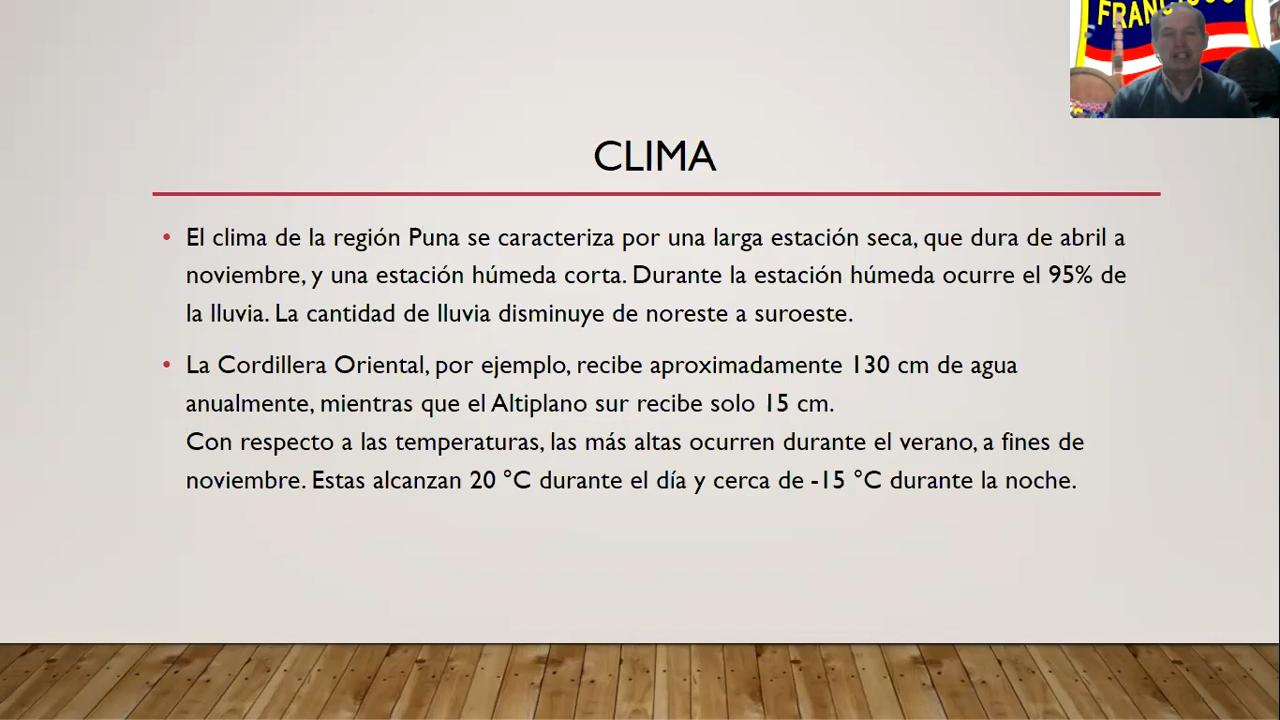 CLIMA
• El clima de la región Puna se caracteriza por una larga estación seca, que dura de abril a
noviembre, y una estación húmeda corta. Durante la estación húmeda ocurre el 95% de
la lluvia. La cantidad de lluvia disminuye de noreste a suroeste.
• La Cordillera Oriental, por ejemplo, recibe aproximadamente 130 cm de agua
anualmente, mientras que el Altiplano sur recibe solo 15 cm.
Con respecto a las temperaturas, las más altas ocurren durante el verano, a fines de
noviembre. Estas alcanzan 20 °C durante el día y cerca de -15 °C durante la noche.